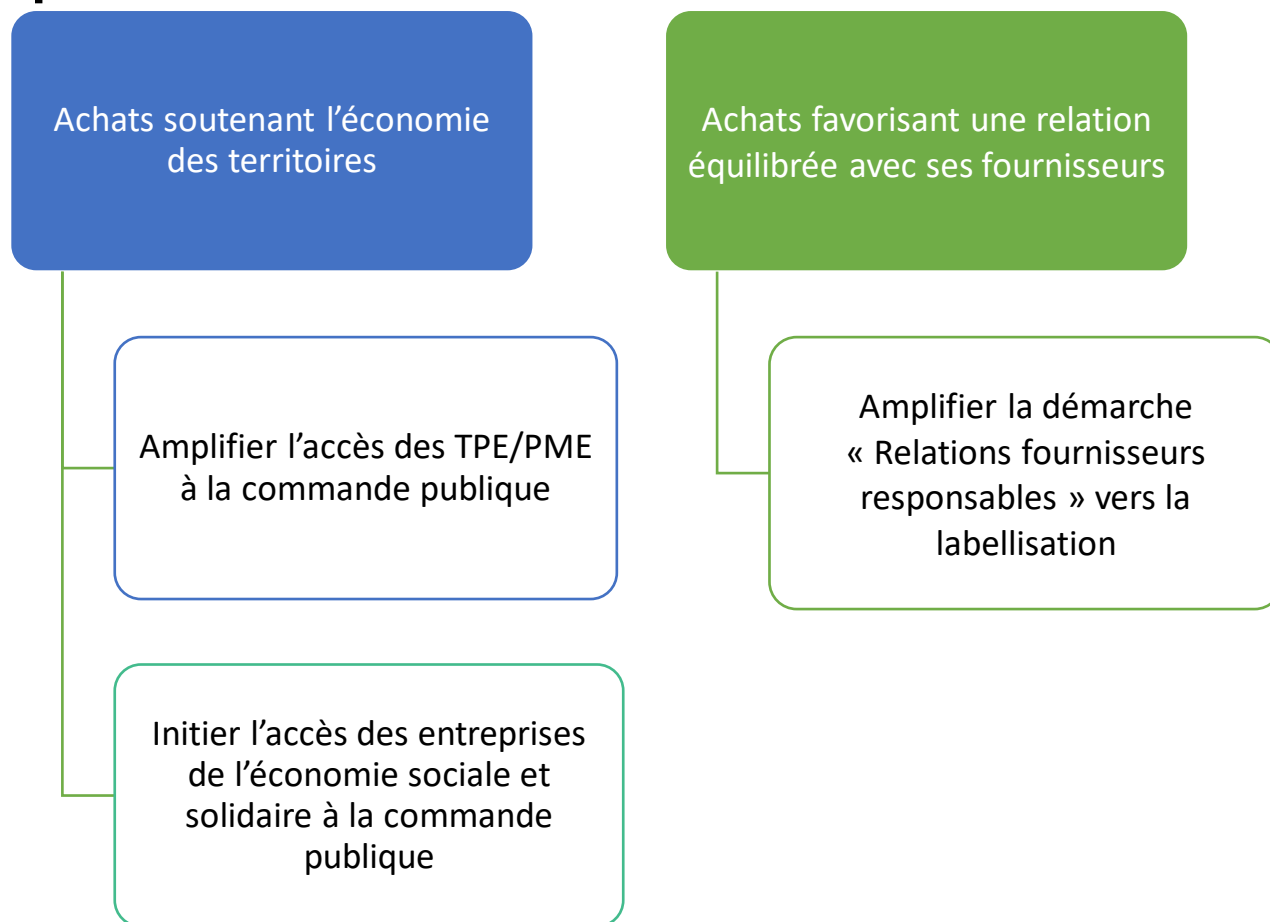 Achats soutenant l’économie
des territoires
Amplifier l’accès des TPE/PME
à la commande publique
Initier l’accès des entreprises
de l’économie sociale et
solidaire à la commande
publique
Achats favorisant une relation
équilibrée avec ses fournisseurs
Amplifier la démarche
« Relations fournisseurs
responsables » vers la
labellisation